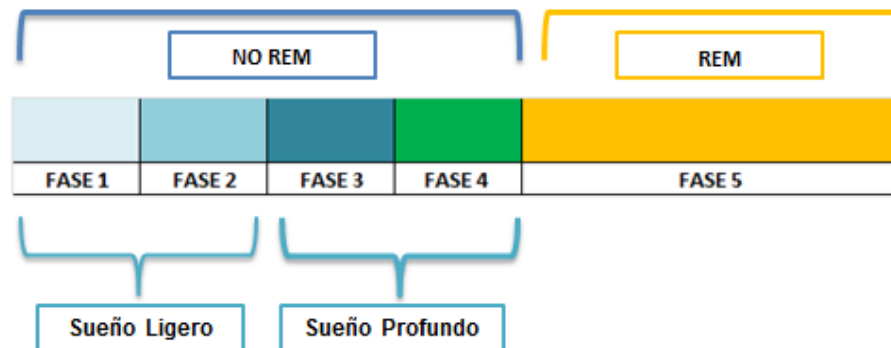 NO REM
REM
FASE 1
FASE 2
FASE 3
FASE 4
FASE 5
Sueño Ligero
Sueño Profundo